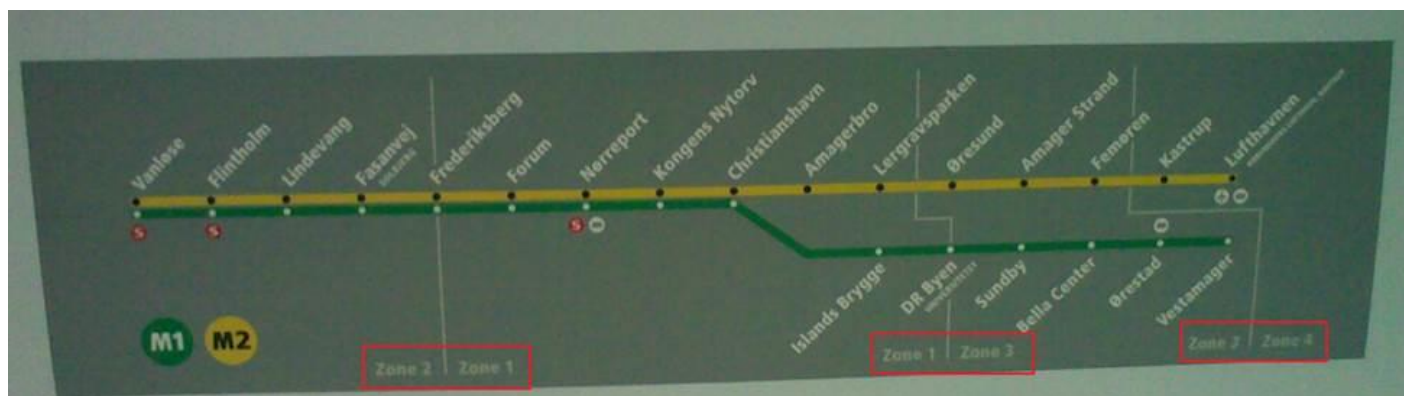 Vanløse
Flintholm
Lindevang
Fasanvej
Frederiksberg
Forum
Nørreport
Kongens Nytorv
Christianshavn
Amagerbro
Lergravsparken
Øresund
Amager Strand
Femøren
Kastrup
Lufthavnen
S
S
S
Islands Brygge
DR Byen
UNIVERSITETET
Sundby
Bella Center
Ørestad
Vestamager
M1 M2
Zone 2 Zone 1
Zone 1 Zone 3
Zone 3 Zone 4